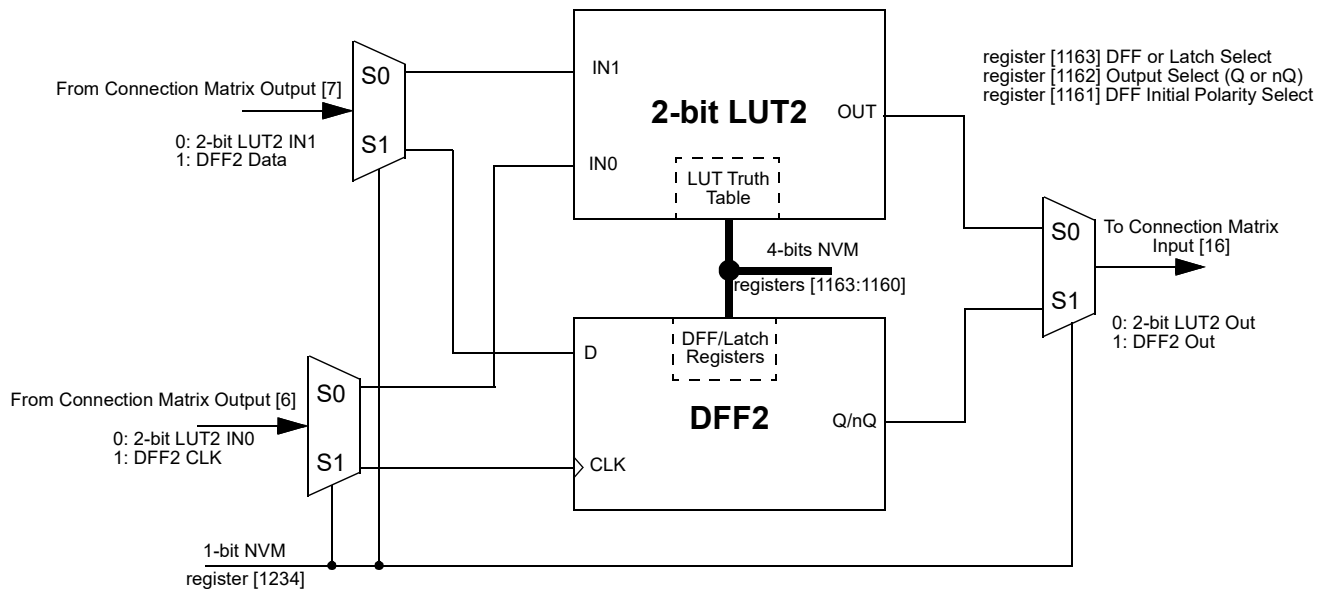 register [1163] DFF or Latch Select
register [1162] Output Select (Q or nQ)
register [1161] DFF Initial Polarity Select
From Connection Matrix Output [7]
0: 2-bit LUT2 IN1
1: DFF2 Data
S0
S1
IN1
2-bit LUT2
OUT
IN0
LUT Truth
Table
4-bits NVM
registers [1163:1160]
S0
S1
To Connection Matrix
Input [16]
0: 2-bit LUT2 Out
1: DFF2 Out
From Connection Matrix Output [6]
0: 2-bit LUT2 IN0
1: DFF2 CLK
S0
S1
D
DFF/Latch
Registers
DFF2
Q/nQ
CLK
1-bit NVM
register [1234]